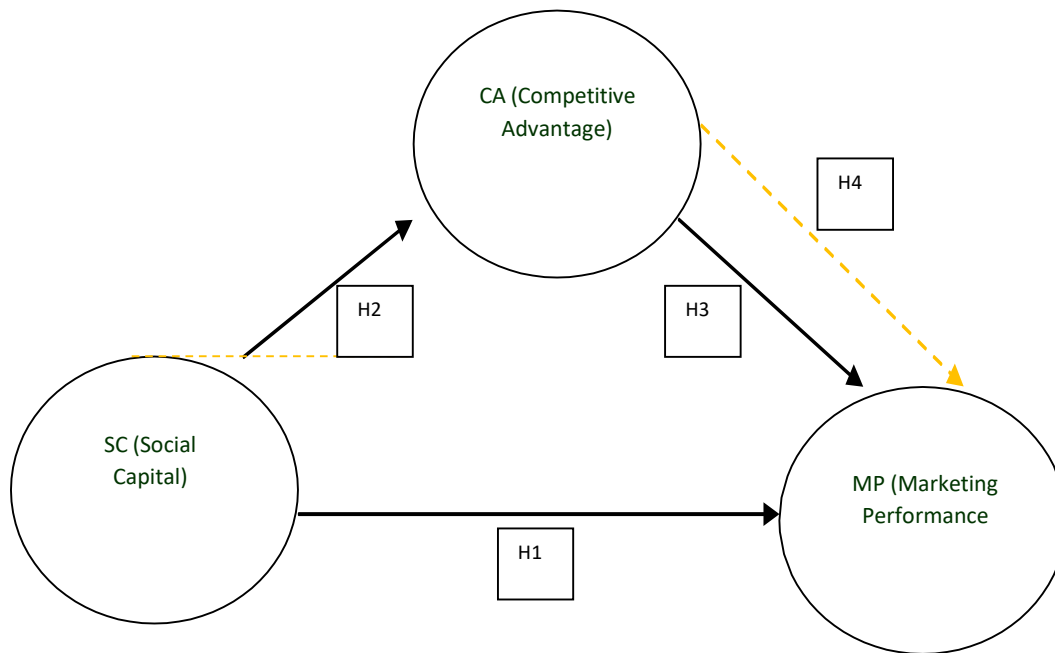 CA (Competitive
Advantage)
H4
H2
H3
SC (Social
Capital)
MP (Marketing
Performance
H1